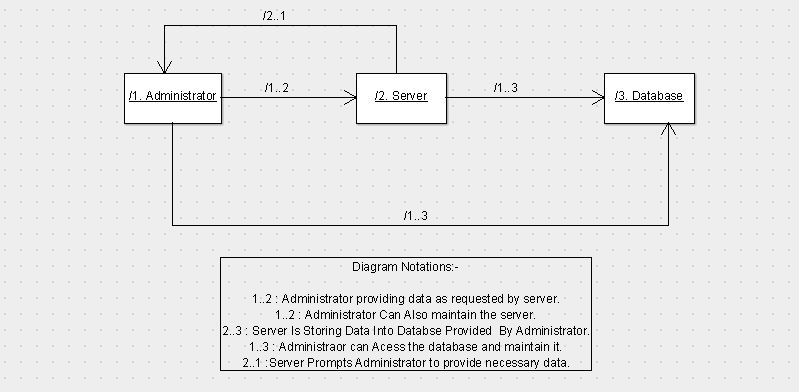 /2..1
/1. Administrator
/1..2
/2. Server
/1..3
/3. Database
/1..3
Diagram Notations:-
1..2 : Administrator providing data as requested by server.
1..2 : Administrator Can Also maintain the server.
2..3 : Server Is Storing Data Into Databse Provided By Administrator.
1..3 : Administraor can Acess the database and maintain it.
2..1 :Server Prompts Administrator to provide necessary data.